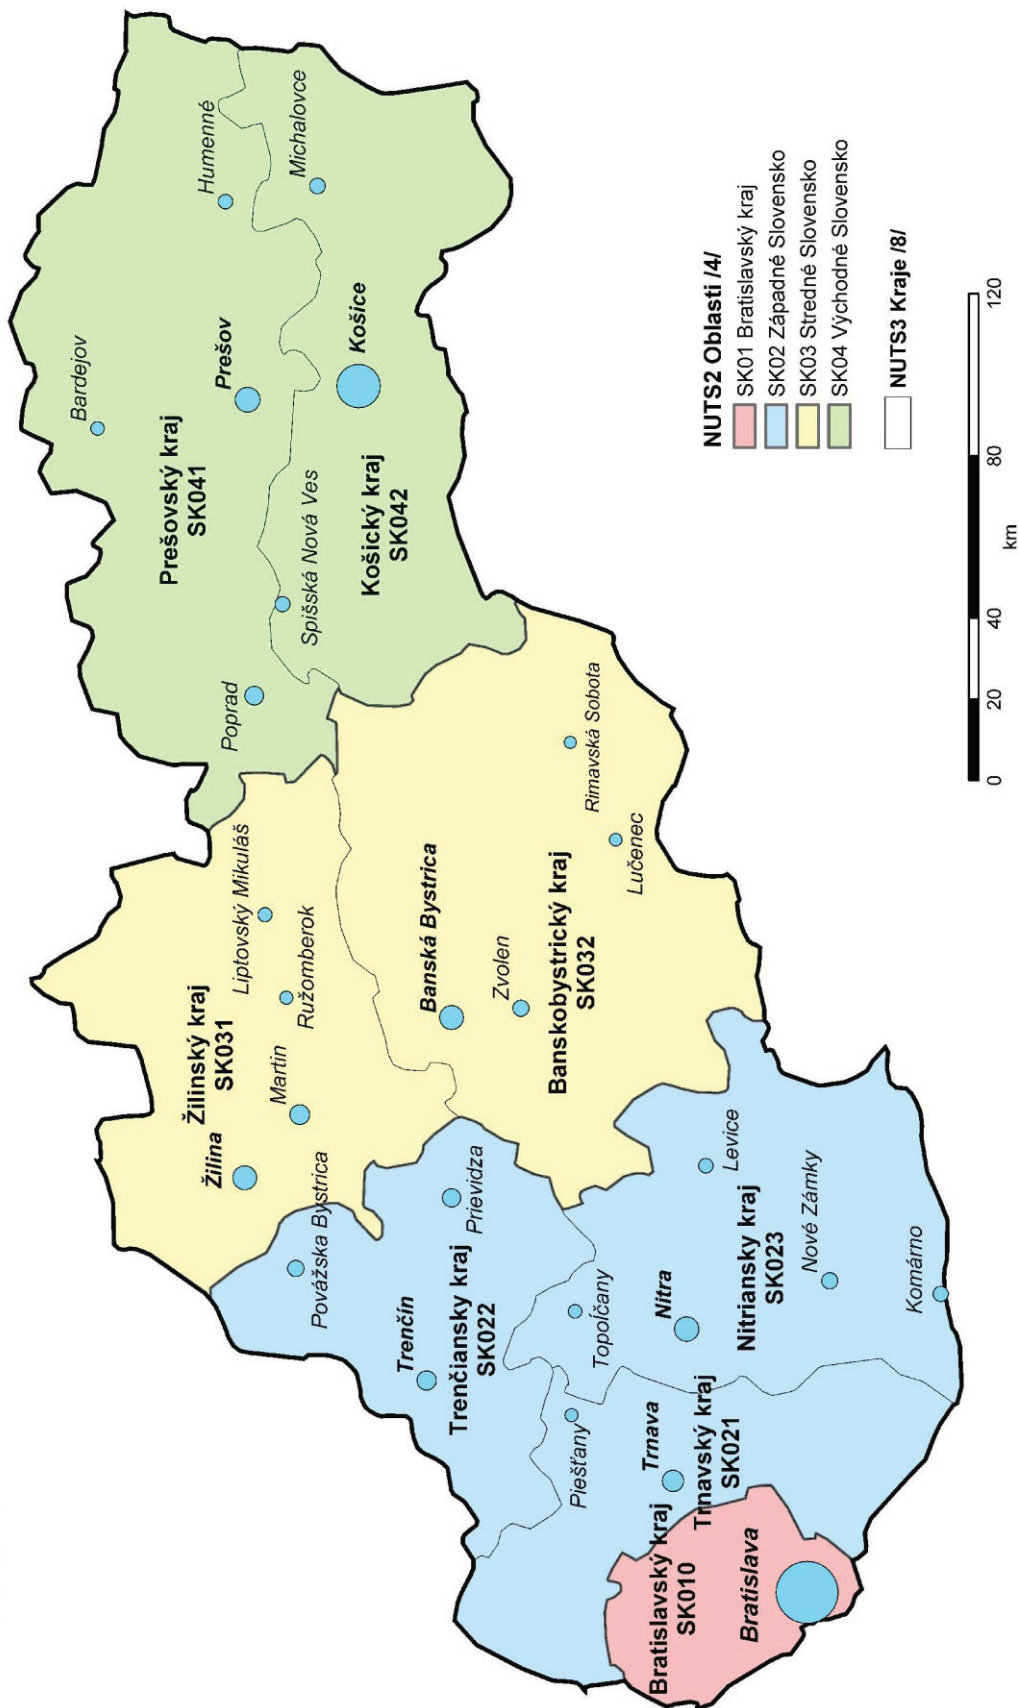 Bardejov
Humenné
Prešov
Michalovce
Prešovský kraj
SK041
Poprad
Spišská Nová Ves
Košice
Košický kraj
SK042
Žilinský kraj
SK031
Liptovský Mikuláš
Ružomberok
Martin
Žilina
Považska Bystrica
Banská Bystrica
Zvolen
Banskobystrický kraj
SK032
Rimavská Sobota
Lučenec
Trenčín
Trenčiansky kraj
SK022
Prievidza
Piešťany
Topoľčany
Trnava
Trnavský kraj
SK021
Nitra
Levice
Nitriansky kraj
SK023
Nové Zámky
Komárno
Bratislavský kraj
SK010
Bratislava
NUTS2 Oblasti /4/
SK01 Bratislavský kraj
SK02 Západné Slovensko
SK03 Stredné Slovensko
SK04 Východné Slovensko
NUTS3 Kraje /8/
0 20 40 80 120
km